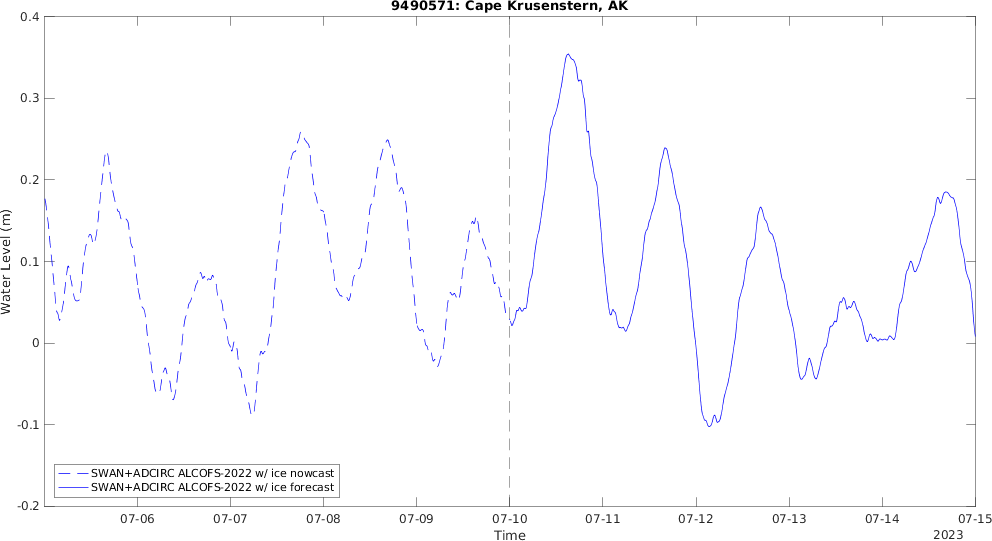 9490571: Cape Krusenstern, AK
0.4
0.3
0.2
0.1
0
-0.1
-0.2
Water Level (m)
SWAN+ADCIRC ALCOFS-2022 w/ ice nowcast
SWAN+ADCIRC ALCOFS-2022 w/ ice forecast
07-06 07-07 07-08 07-09 07-10 07-11 07-12 07-13 07-14 07-15
Time
2023